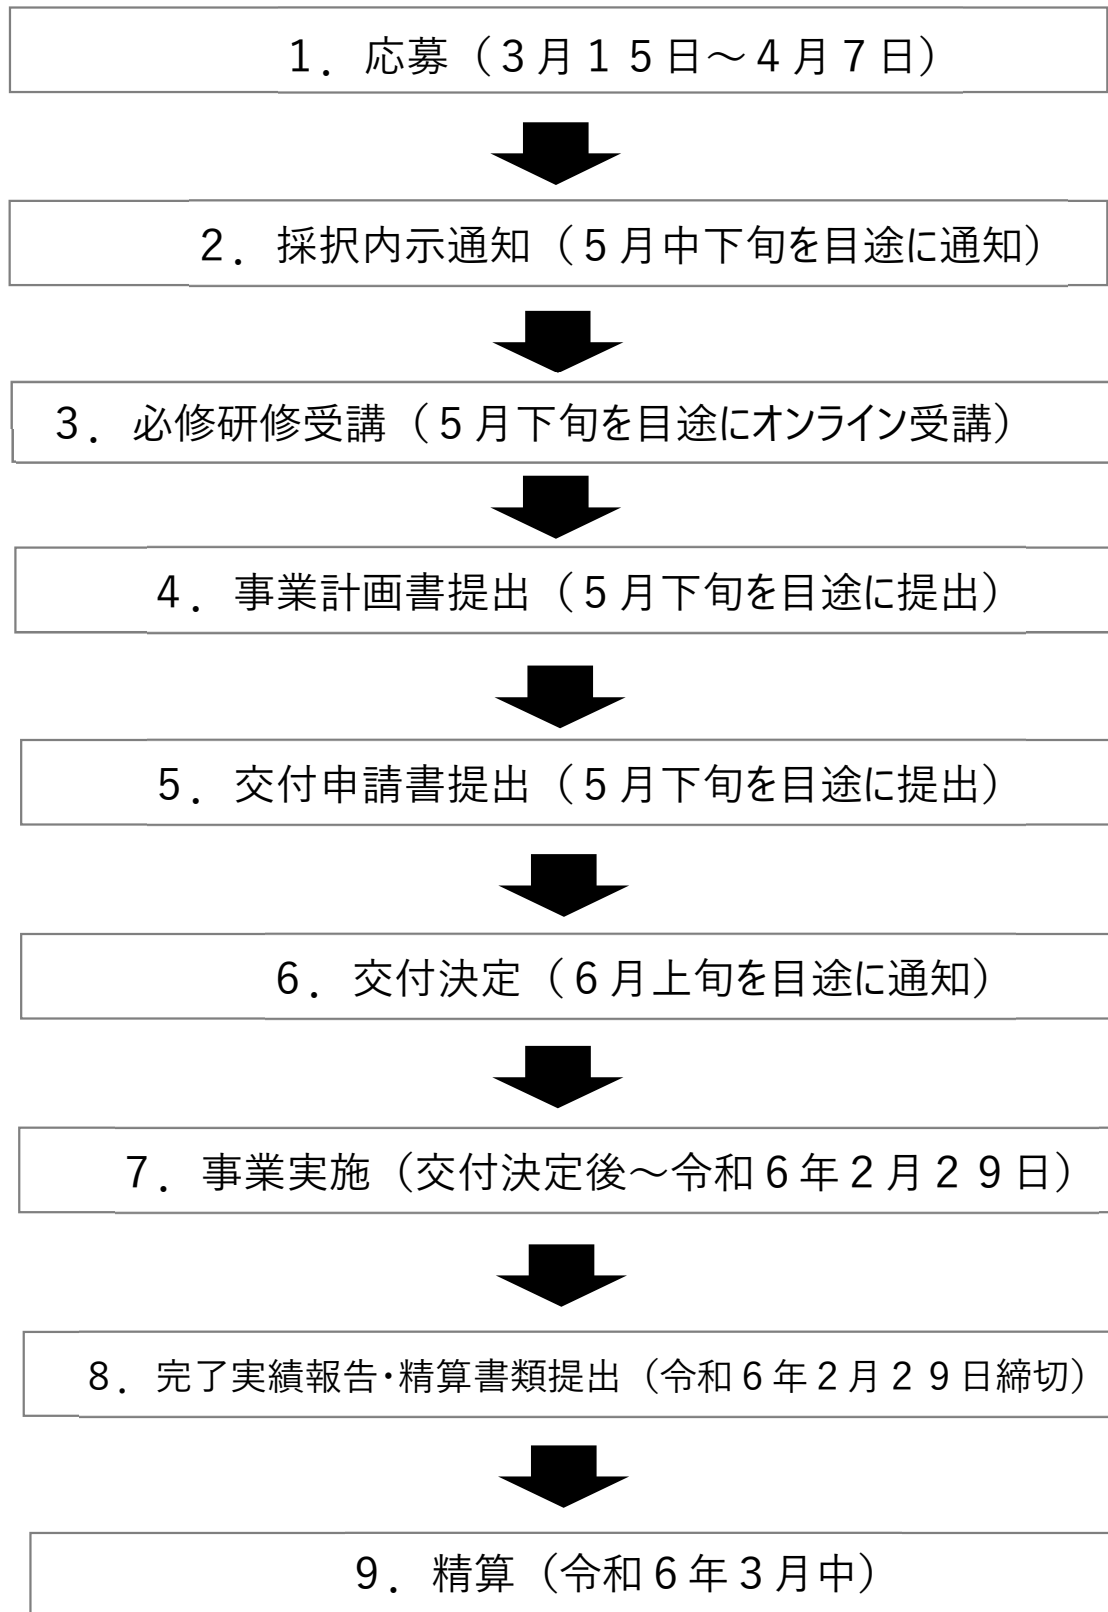 １．応募（３月１５日～４月７日）
２．採択内示通知（５月中下旬を目途に通知）
３．必修研修受講（５月下旬を目途にオンライン受講）
４．事業計画書提出（５月下旬を目途に提出）
５．交付申請書提出（５月下旬を目途に提出）
６．交付決定（６月上旬を目途に通知）
７．事業実施（交付決定後～令和６年２月２９日）
８．完了実績報告・精算書類提出（令和６年２月２９日締切）
９．精算（令和６年３月中）